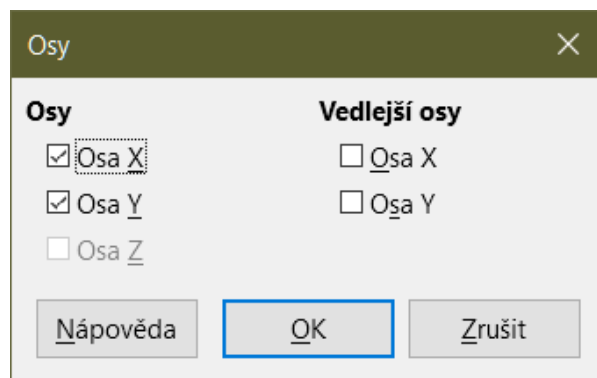 Osy
Osy
Vedlejší osy
Osa X
Osa X
Osa Y
Osa Y
Osa Z
Nápověda
OK
Zrušit